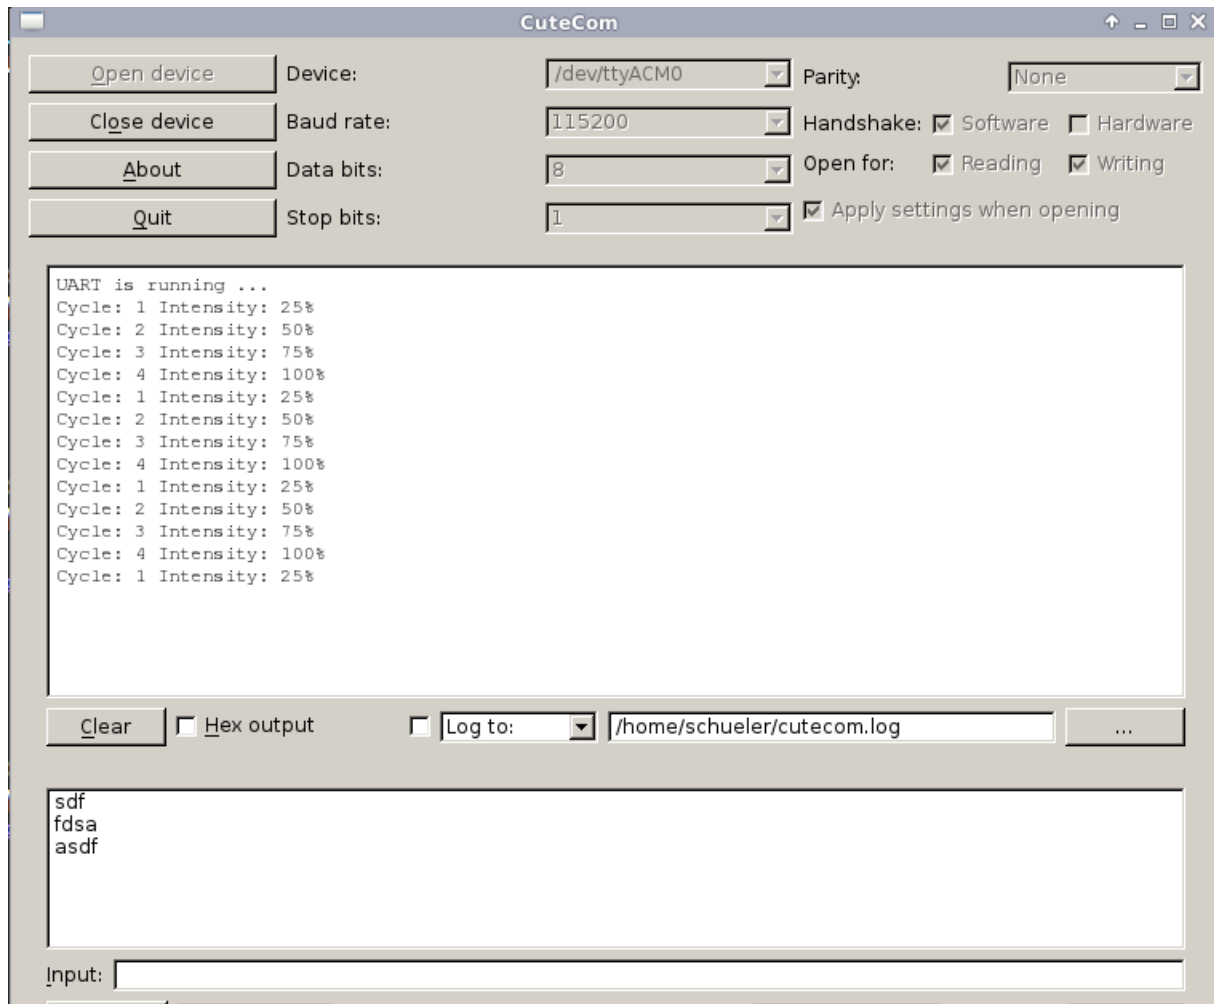 CuteCom
Open device Device: /dev/ttyACM0 Parity: None
Close device Baud rate: 115200 Handshake: Software Hardware
About Data bits: 8 Open for: Reading Writing
Quit Stop bits: 1 Apply settings when opening
UART is running ...
Cycle: 1 Intensity: 25%
Cycle: 2 Intensity: 50%
Cycle: 3 Intensity: 75%
Cycle: 4 Intensity: 100%
Cycle: 1 Intensity: 25%
Cycle: 2 Intensity: 50%
Cycle: 3 Intensity: 75%
Cycle: 4 Intensity: 100%
Cycle: 1 Intensity: 25%
Cycle: 2 Intensity: 50%
Cycle: 3 Intensity: 75%
Cycle: 4 Intensity: 100%
Cycle: 1 Intensity: 25%
Clear Hex output Log to: /home/schueler/cutecom.log ...
sdf
fdsa
asdf
Input: